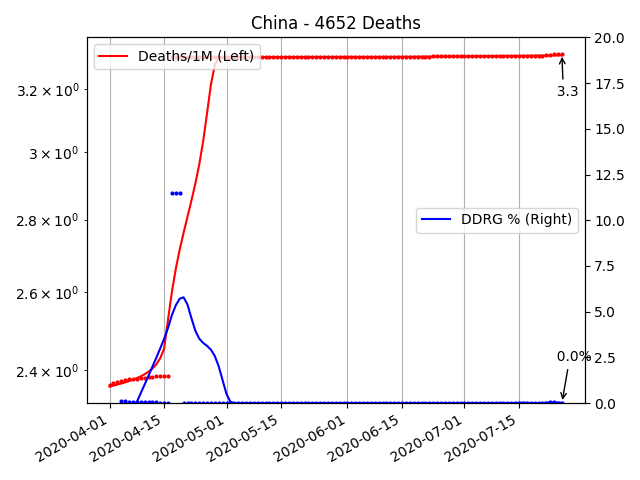 China - 4652 Deaths
Deaths/1M (Left)
DDRG % (Right)
3.3
0.0%
3.2 × 10⁰
3 × 10⁰
2.8 × 10⁰
2.6 × 10⁰
2.4 × 10⁰
20.0
17.5
15.0
12.5
10.0
7.5
5.0
2.5
0.0
2020-04-01
2020-04-15
2020-05-01
2020-05-15
2020-06-01
2020-06-15
2020-07-01
2020-07-15